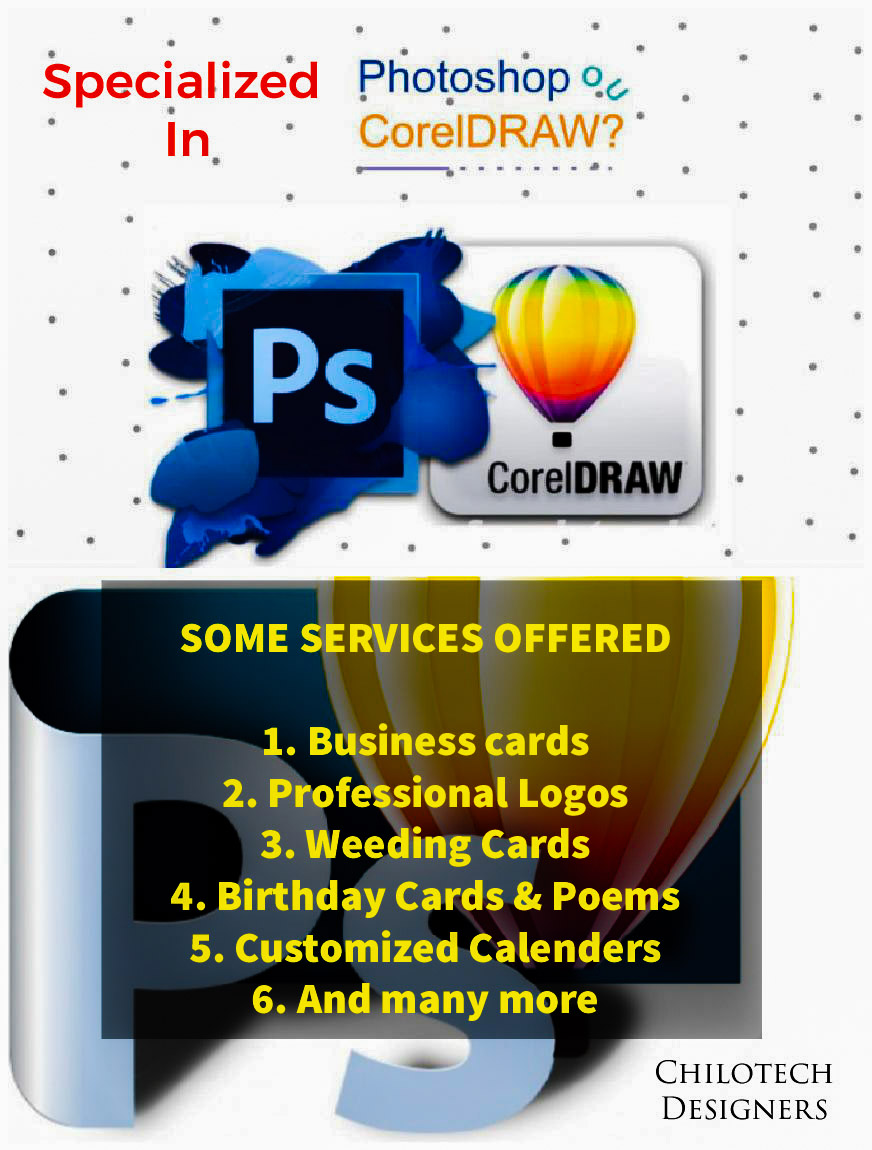 Specialized
In
Photoshop ou
CorelDRAW?
Ps
CorelDRAW
SOME SERVICES OFFERED
1. Business cards
2. Professional Logos
3. Weeding Cards
4. Birthday Cards & Poems
5. Customized Calenders
6. And many more
Ps
CHILOTECH
DESIGNERS